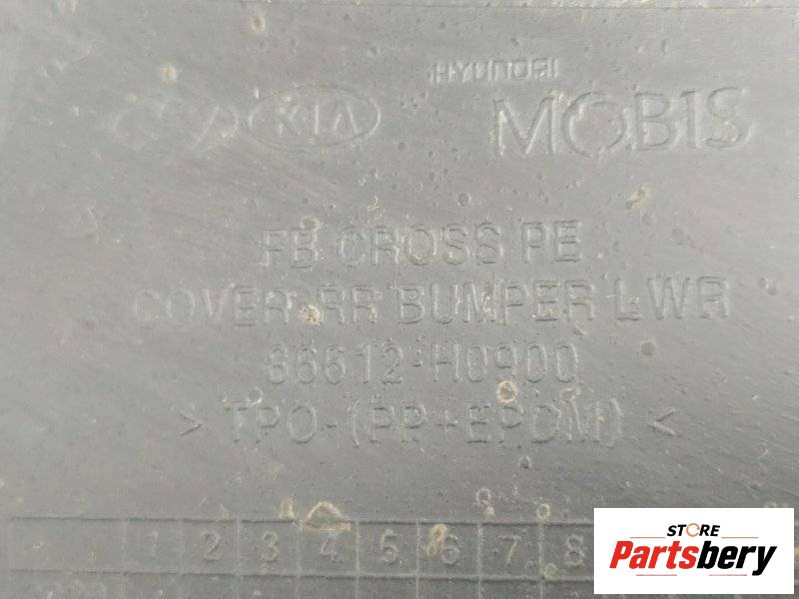 HYUNDAI
KIA MOBIS
FB CROSS PE
COVER-RR BUMPER LWR
86612-H0900
> TPO-(PP+EPDM) <
1 2 3 4 5 6 7 8
STORE
Partsbery